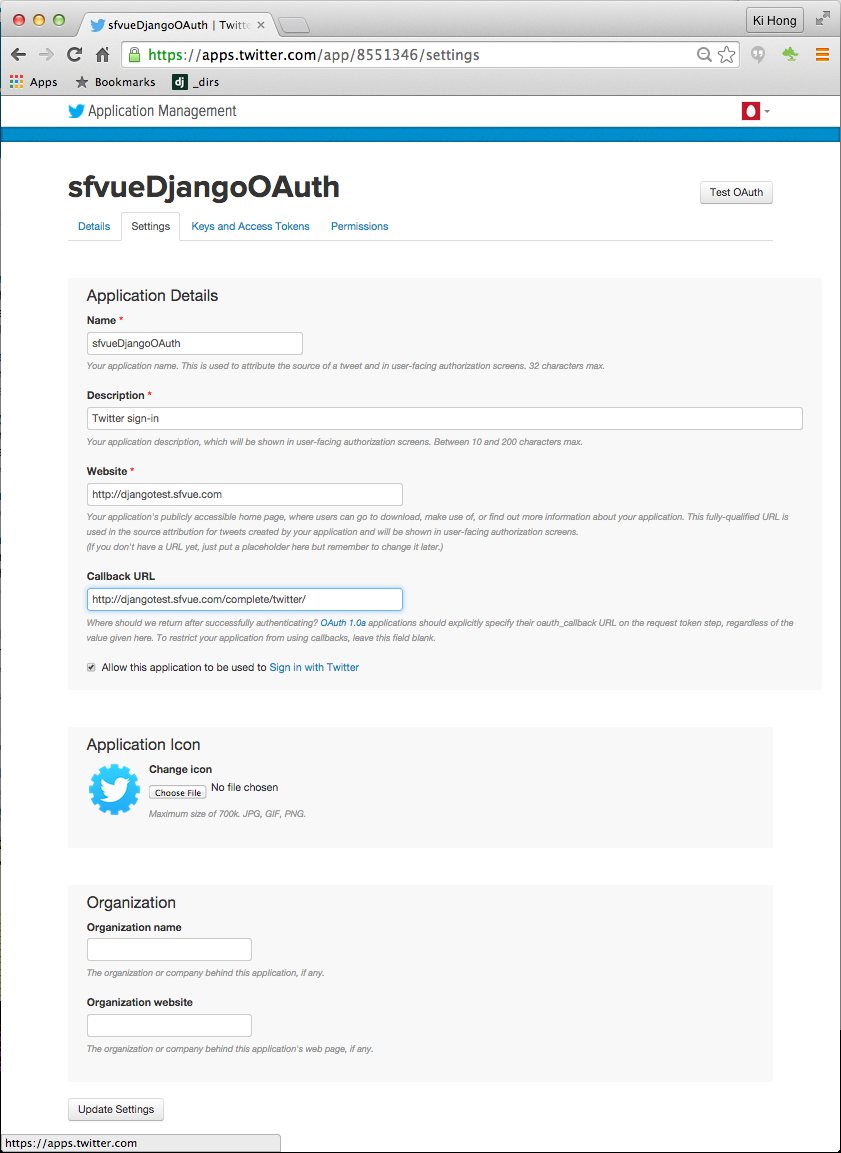 sfvueDjangoOAuth | Twitte
Ki Hong
https://apps.twitter.com/app/8551346/settings
Apps Bookmarks dj _dirs
Application Management
sfvueDjangoOAuth
Test OAuth
Details Settings Keys and Access Tokens Permissions
Application Details
Name *
sfvueDjangoOAuth
Your application name. This is used to attribute the source of a tweet and in user-facing authorization screens. 32 characters max.
Description *
Twitter sign-in
Your application description, which will be shown in user-facing authorization screens. Between 10 and 200 characters max.
Website *
http://djangotest.sfvue.com
Your application's publicly accessible home page, where users can go to download, make use of, or find out more information about your application. This fully-qualified URL is
used in the source attribution for tweets created by your application and will be shown in user-facing authorization screens.
(If you don't have a URL yet, just put a placeholder here but remember to change it later.)
Callback URL
http://djangotest.sfvue.com/complete/twitter/
Where should we return after successfully authenticating? OAuth 1.0a applications should explicitly specify their oauth_callback URL on the request token step, regardless of the
value given here. To restrict your application from using callbacks, leave this field blank.
Allow this application to be used to Sign in with Twitter
Application Icon
Change icon
Choose File No file chosen
Maximum size of 700k. JPG, GIF, PNG.
Organization
Organization name
The organization or company behind this application, if any.
Organization website
The organization or company behind this application's web page, if any.
Update Settings
https://apps.twitter.com